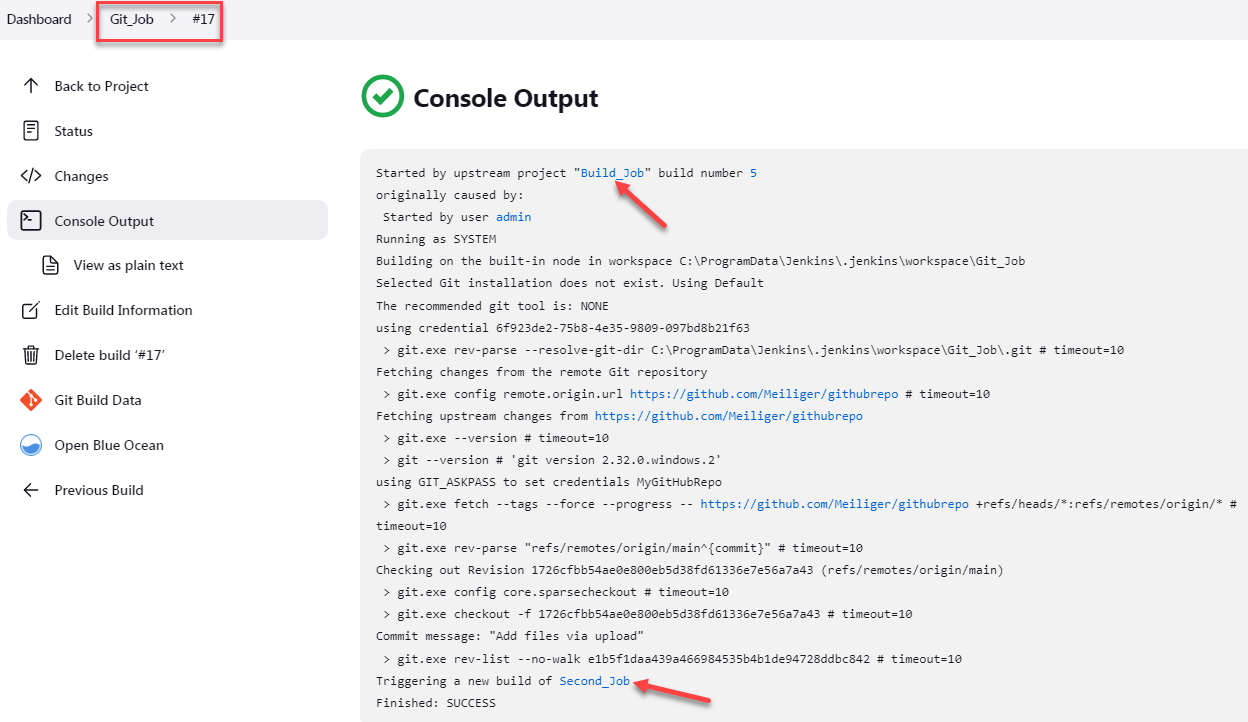 Dashboard > Git_Job > #17
Back to Project
Status
Changes
Console Output
View as plain text
Edit Build Information
Delete build ‘#17’
Git Build Data
Open Blue Ocean
Previous Build
Console Output
Started by upstream project "Build_Job" build number 5
originally caused by:
Started by user admin
Running as SYSTEM
Building on the built-in node in workspace C:\ProgramData\Jenkins\.jenkins\workspace\Git_Job
Selected Git installation does not exist. Using Default
The recommended git tool is: NONE
using credential 6f923de2-75b8-4e35-9809-097bd8b21f63
> git.exe rev-parse --resolve-git-dir C:\ProgramData\Jenkins\.jenkins\workspace\Git_Job\.git # timeout=10
Fetching changes from the remote Git repository
> git.exe config remote.origin.url https://github.com/Meiliger/githubrepo # timeout=10
Fetching upstream changes from https://github.com/Meiliger/githubrepo
> git.exe --version # timeout=10
> git --version # 'git version 2.32.0.windows.2'
using GIT_ASKPASS to set credentials MyGitHubRepo
> git.exe fetch --tags --force --progress -- https://github.com/Meiliger/githubrepo +refs/heads/*:refs/remotes/origin/* #
timeout=10
> git.exe rev-parse "refs/remotes/origin/main^{commit}" # timeout=10
Checking out Revision 1726cfbb54ae0e800eb5d38fd61336e7e56a7a43 (refs/remotes/origin/main)
> git.exe config core.sparsecheckout # timeout=10
> git.exe checkout -f 1726cfbb54ae0e800eb5d38fd61336e7e56a7a43 # timeout=10
Commit message: "Add files via upload"
> git.exe rev-list --no-walk e1b5f1daa439a466984535b4b1de94728ddbc842 # timeout=10
Triggering a new build of Second_Job
Finished: SUCCESS